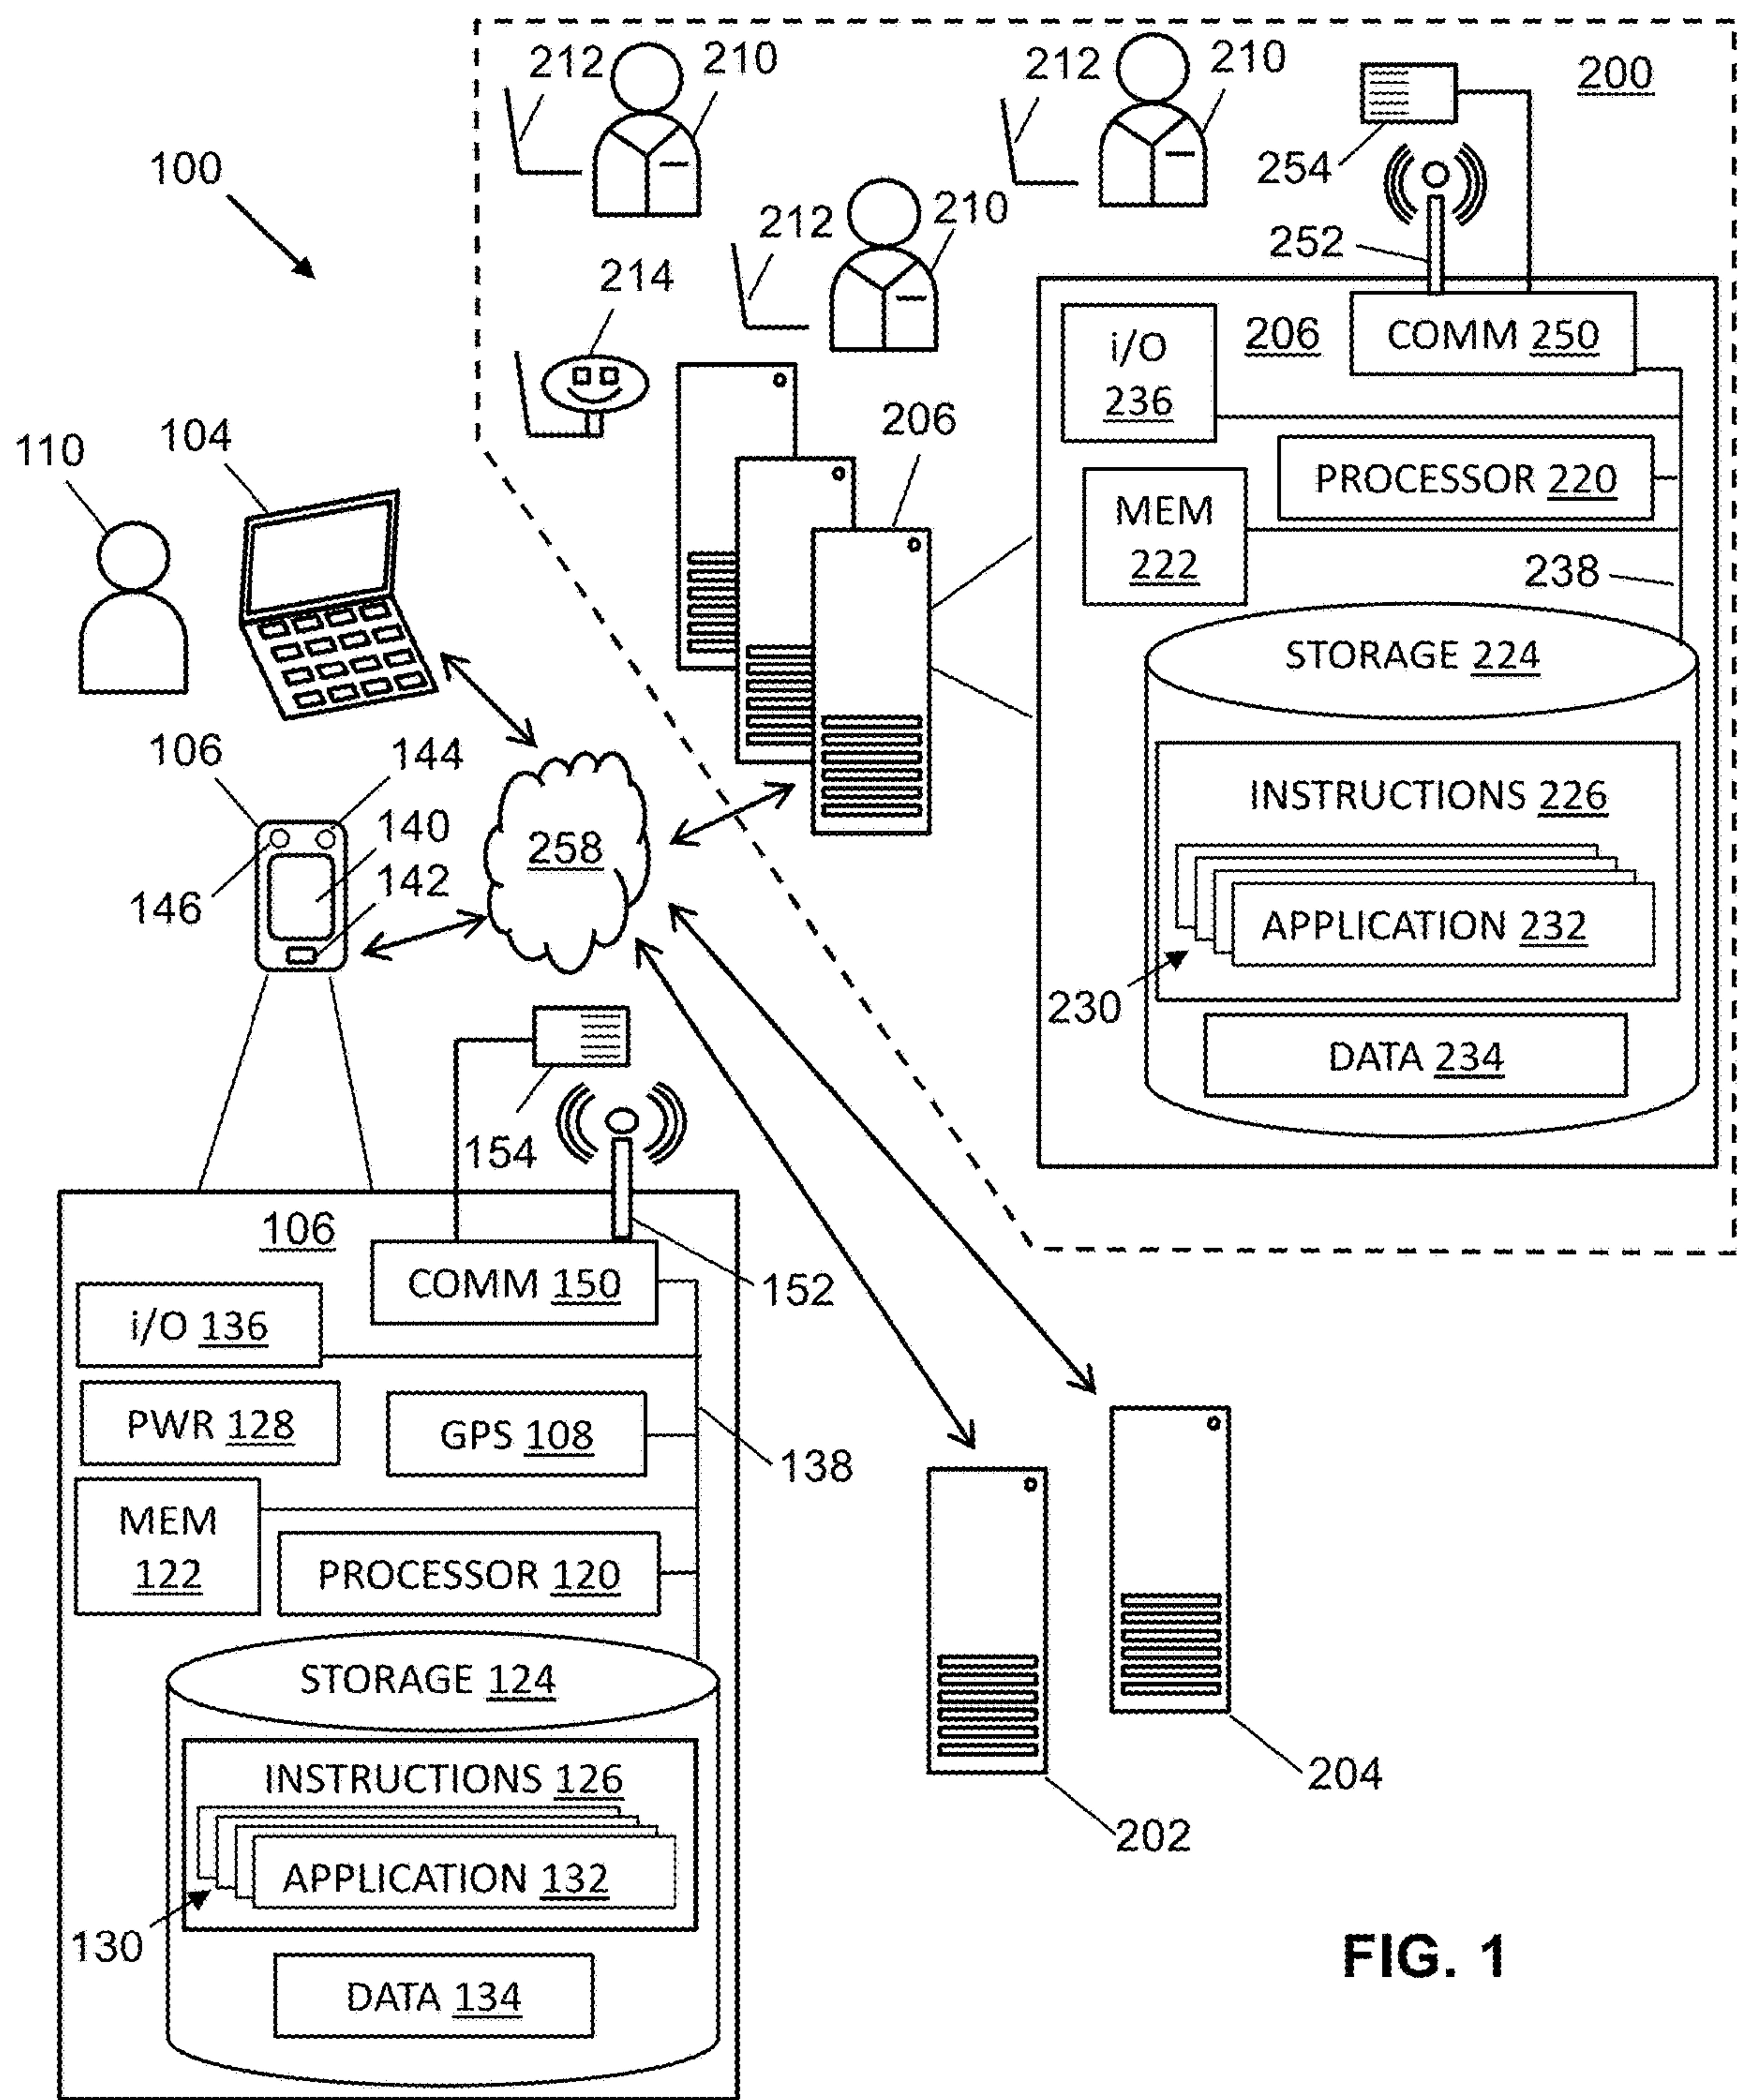 212
210
212
210
200
100
254
212
210
252
214
i/O
236
206
COMM 250
110
104
206
PROCESSOR 220
MEM
222
238
STORAGE 224
106
144
140
142
146
258
INSTRUCTIONS 226
APPLICATION 232
230
DATA 234
154
106
COMM 150
152
i/O 136
PWR 128
GPS 108
138
MEM
122
PROCESSOR 120
STORAGE 124
INSTRUCTIONS 126
APPLICATION 132
130
DATA 134
204
202
FIG. 1